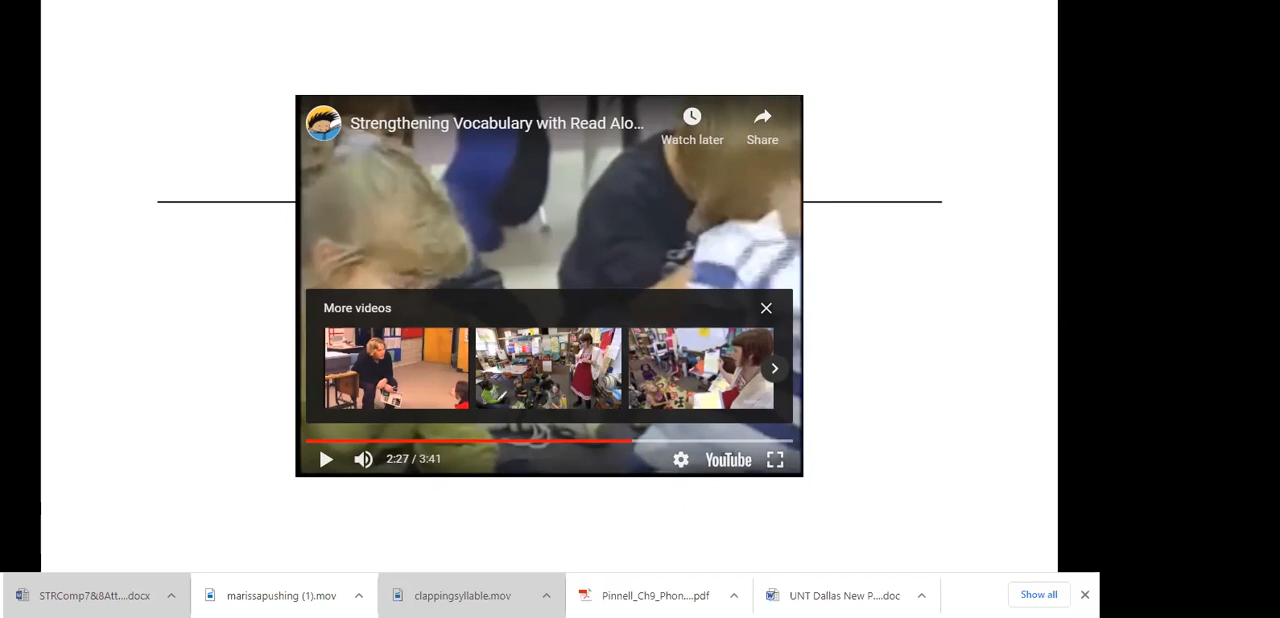 Strengthening Vocabulary with Read Alo...
Watch later
Share
More videos
2:27 / 3:41
YouTube
STRComp7&8Att....docx
marissapushing (1).mov
clappingsyllable.mov
Pinnell_Ch9_Phon....pdf
UNT Dallas New P....doc
Show all